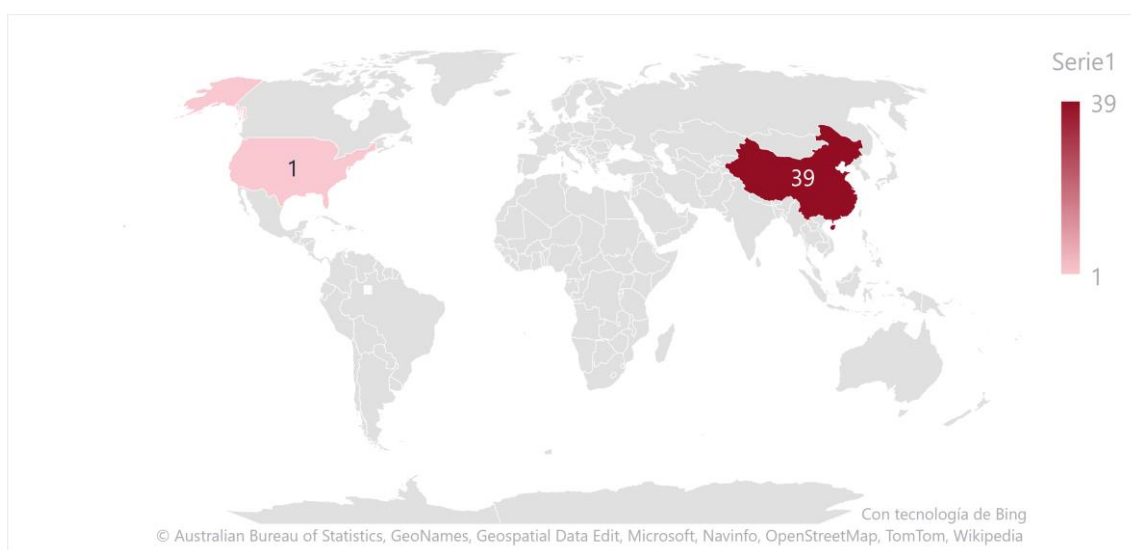 Serie1
39
1
1
39
Con tecnología de Bing
© Australian Bureau of Statistics, GeoNames, Geospatial Data Edit, Microsoft, Navinfo, OpenStreetMap, TomTom, Wikipedia